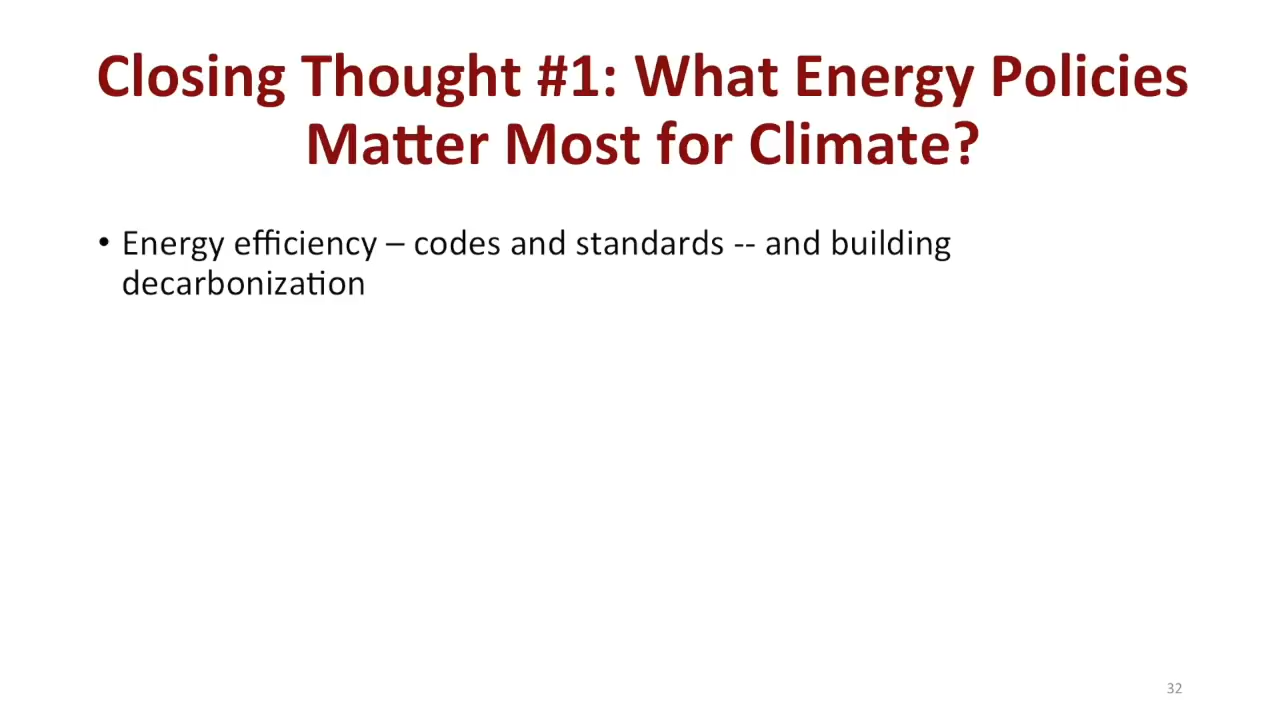 Closing Thought #1: What Energy Policies
Matter Most for Climate?
• Energy efficiency – codes and standards -- and building
decarbonization
32